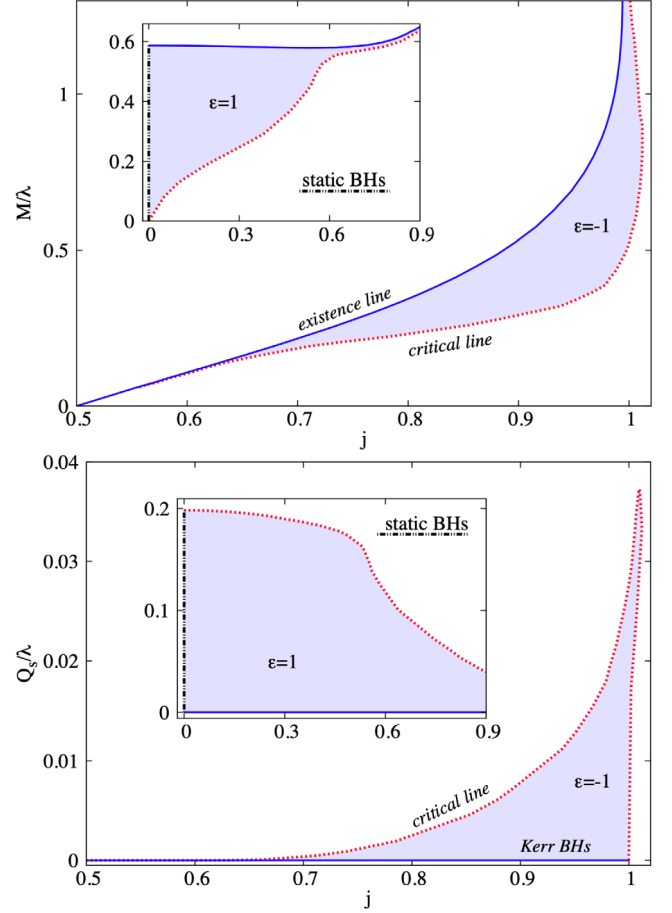 0.6
ε=1
0.4
0.2
static BHs
0
0
0.3
0.6
0.9
1
M/λ
0.5
ε=-1
existence line
critical line
0
0.5
0.6
0.7
0.8
0.9
1
j
0.04
0.2
static BHs
0.03
0.1
Qs/λ
0.02
ε=1
0
0
0.3
0.6
0.9
0.01
ε=-1
critical line
Kerr BHs
0
0.5
0.6
0.7
0.8
0.9
1
j